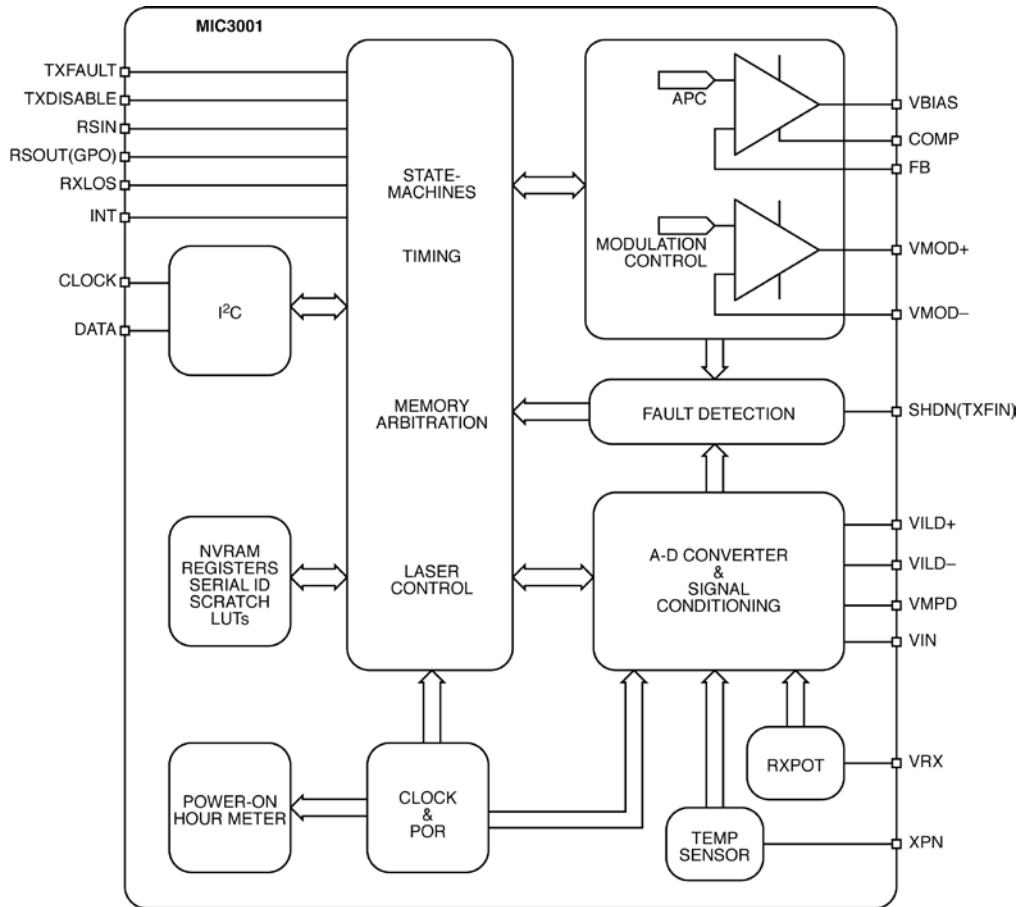 MIC3001
TXFAULT
TXDISABLE
RSIN
RSOUT(GPO)
RXLOS
INT
CLOCK
DATA
I²C
STATE-
MACHINES
TIMING
MEMORY
ARBITRATION
LASER
CONTROL
APC
MODULATION
CONTROL
VBIAS
COMP
FB
VMOD+
VMOD–
FAULT DETECTION
SHDN(TXFIN)
NVRAM
REGISTERS
SERIAL ID
SCRATCH
LUTs
A-D CONVERTER
&
SIGNAL
CONDITIONING
VILD+
VILD–
VMPD
VIN
POWER-ON
HOUR METER
CLOCK
&
POR
RXPOT
VRX
TEMP
SENSOR
XPN